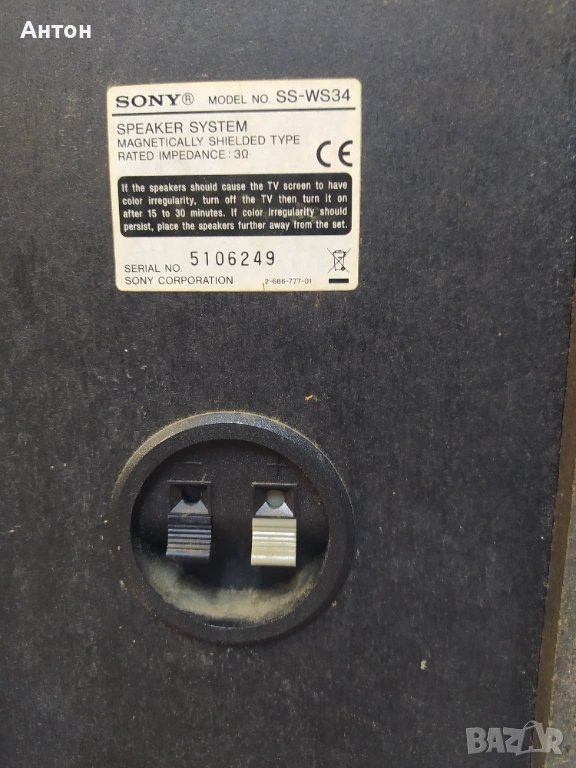 Антон
SONY® MODEL NO. SS-WS34
SPEAKER SYSTEM
MAGNETICALLY SHIELDED TYPE
RATED IMPEDANCE : 3Ω
CE
If the speakers should cause the TV screen to have
color irregularity, turn off the TV then turn it on
after 15 to 30 minutes. If color irregularity should
persist, place the speakers further away from the set.
SERIAL NO. 5106249
SONY CORPORATION 2-666-777-01
− +
BAZAR